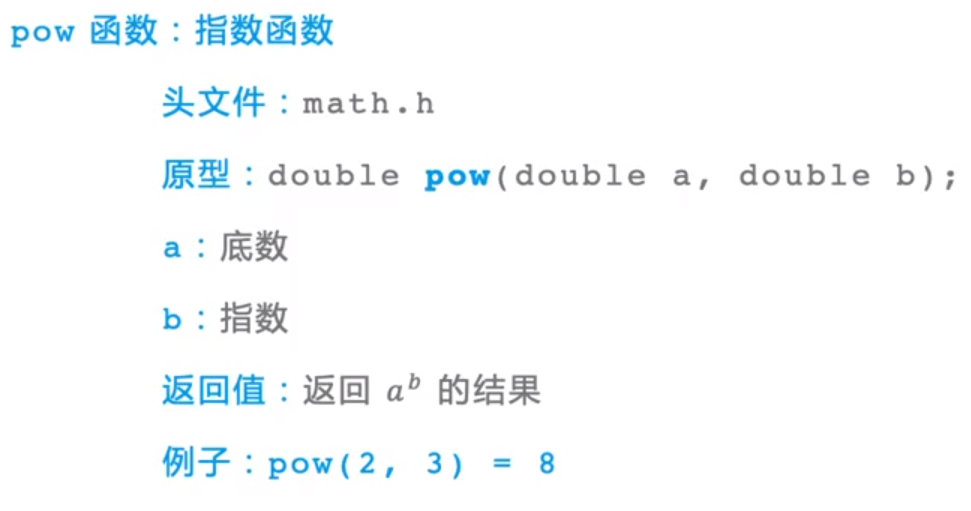 pow 函数：指数函数
头文件：math.h
原型：double pow(double a, double b);
a：底数
b：指数
返回值：返回 a^b 的结果
例子：pow(2, 3) = 8